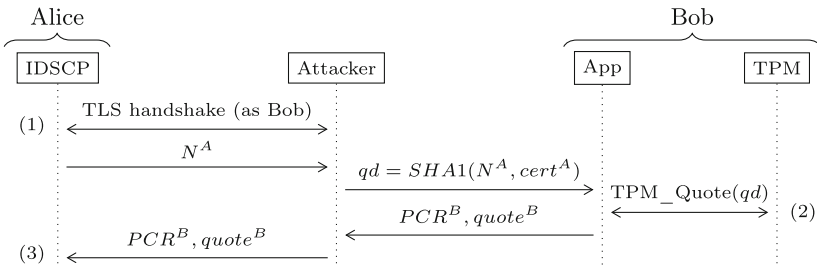 Alice Bob
IDSCP Attacker App TPM
(1) TLS handshake (as Bob)
N^A
qd = SHA1(N^A, cert^A)
TPM_Quote(qd) (2)
PCR^B, quote^B
(3) PCR^B, quote^B